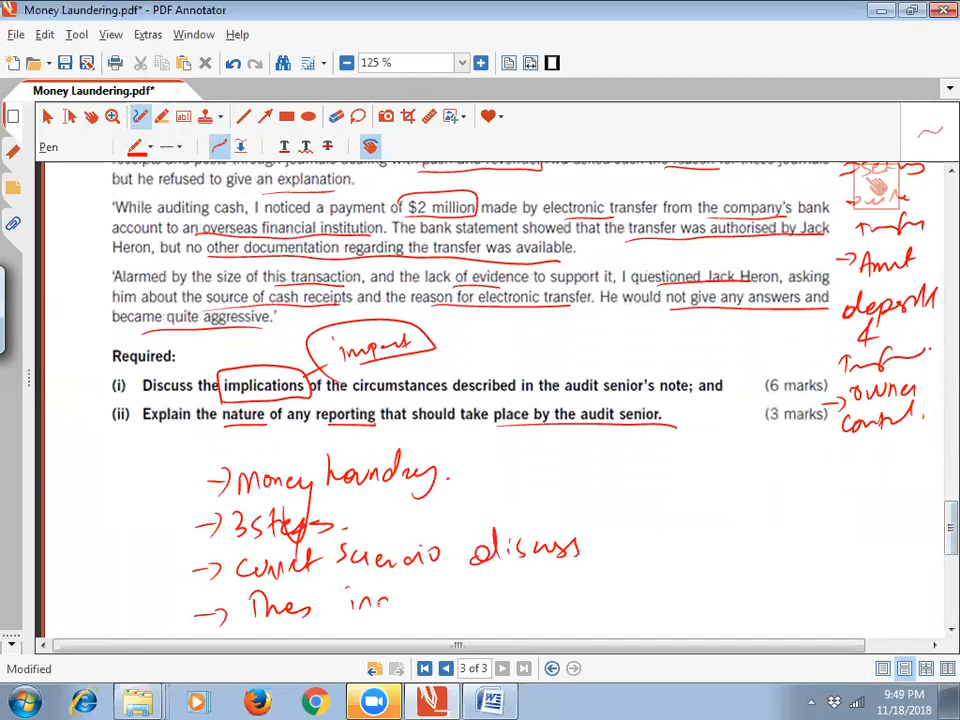 Money Laundering.pdf* - PDF Annotator
File Edit Tool View Extras Window Help
125 %
Money Laundering.pdf*
Pen
but he refused to give an explanation.
'While auditing cash, I noticed a payment of $2 million made by electronic transfer from the company's bank
account to an overseas financial institution. The bank statement showed that the transfer was authorised by Jack
Heron, but no other documentation regarding the transfer was available.
'Alarmed by the size of this transaction, and the lack of evidence to support it, I questioned Jack Heron, asking
him about the source of cash receipts and the reason for electronic transfer. He would not give any answers and
became quite aggressive.'
impact
Required:
(i) Discuss the implications of the circumstances described in the audit senior's note; and (6 marks)
(ii) Explain the nature of any reporting that should take place by the audit senior. (3 marks)
→ Amt
→ owner
control.
→ Money
→ 3 steps.
→ discuss
→
3 of 3
Modified
9:49 PM
11/18/2018